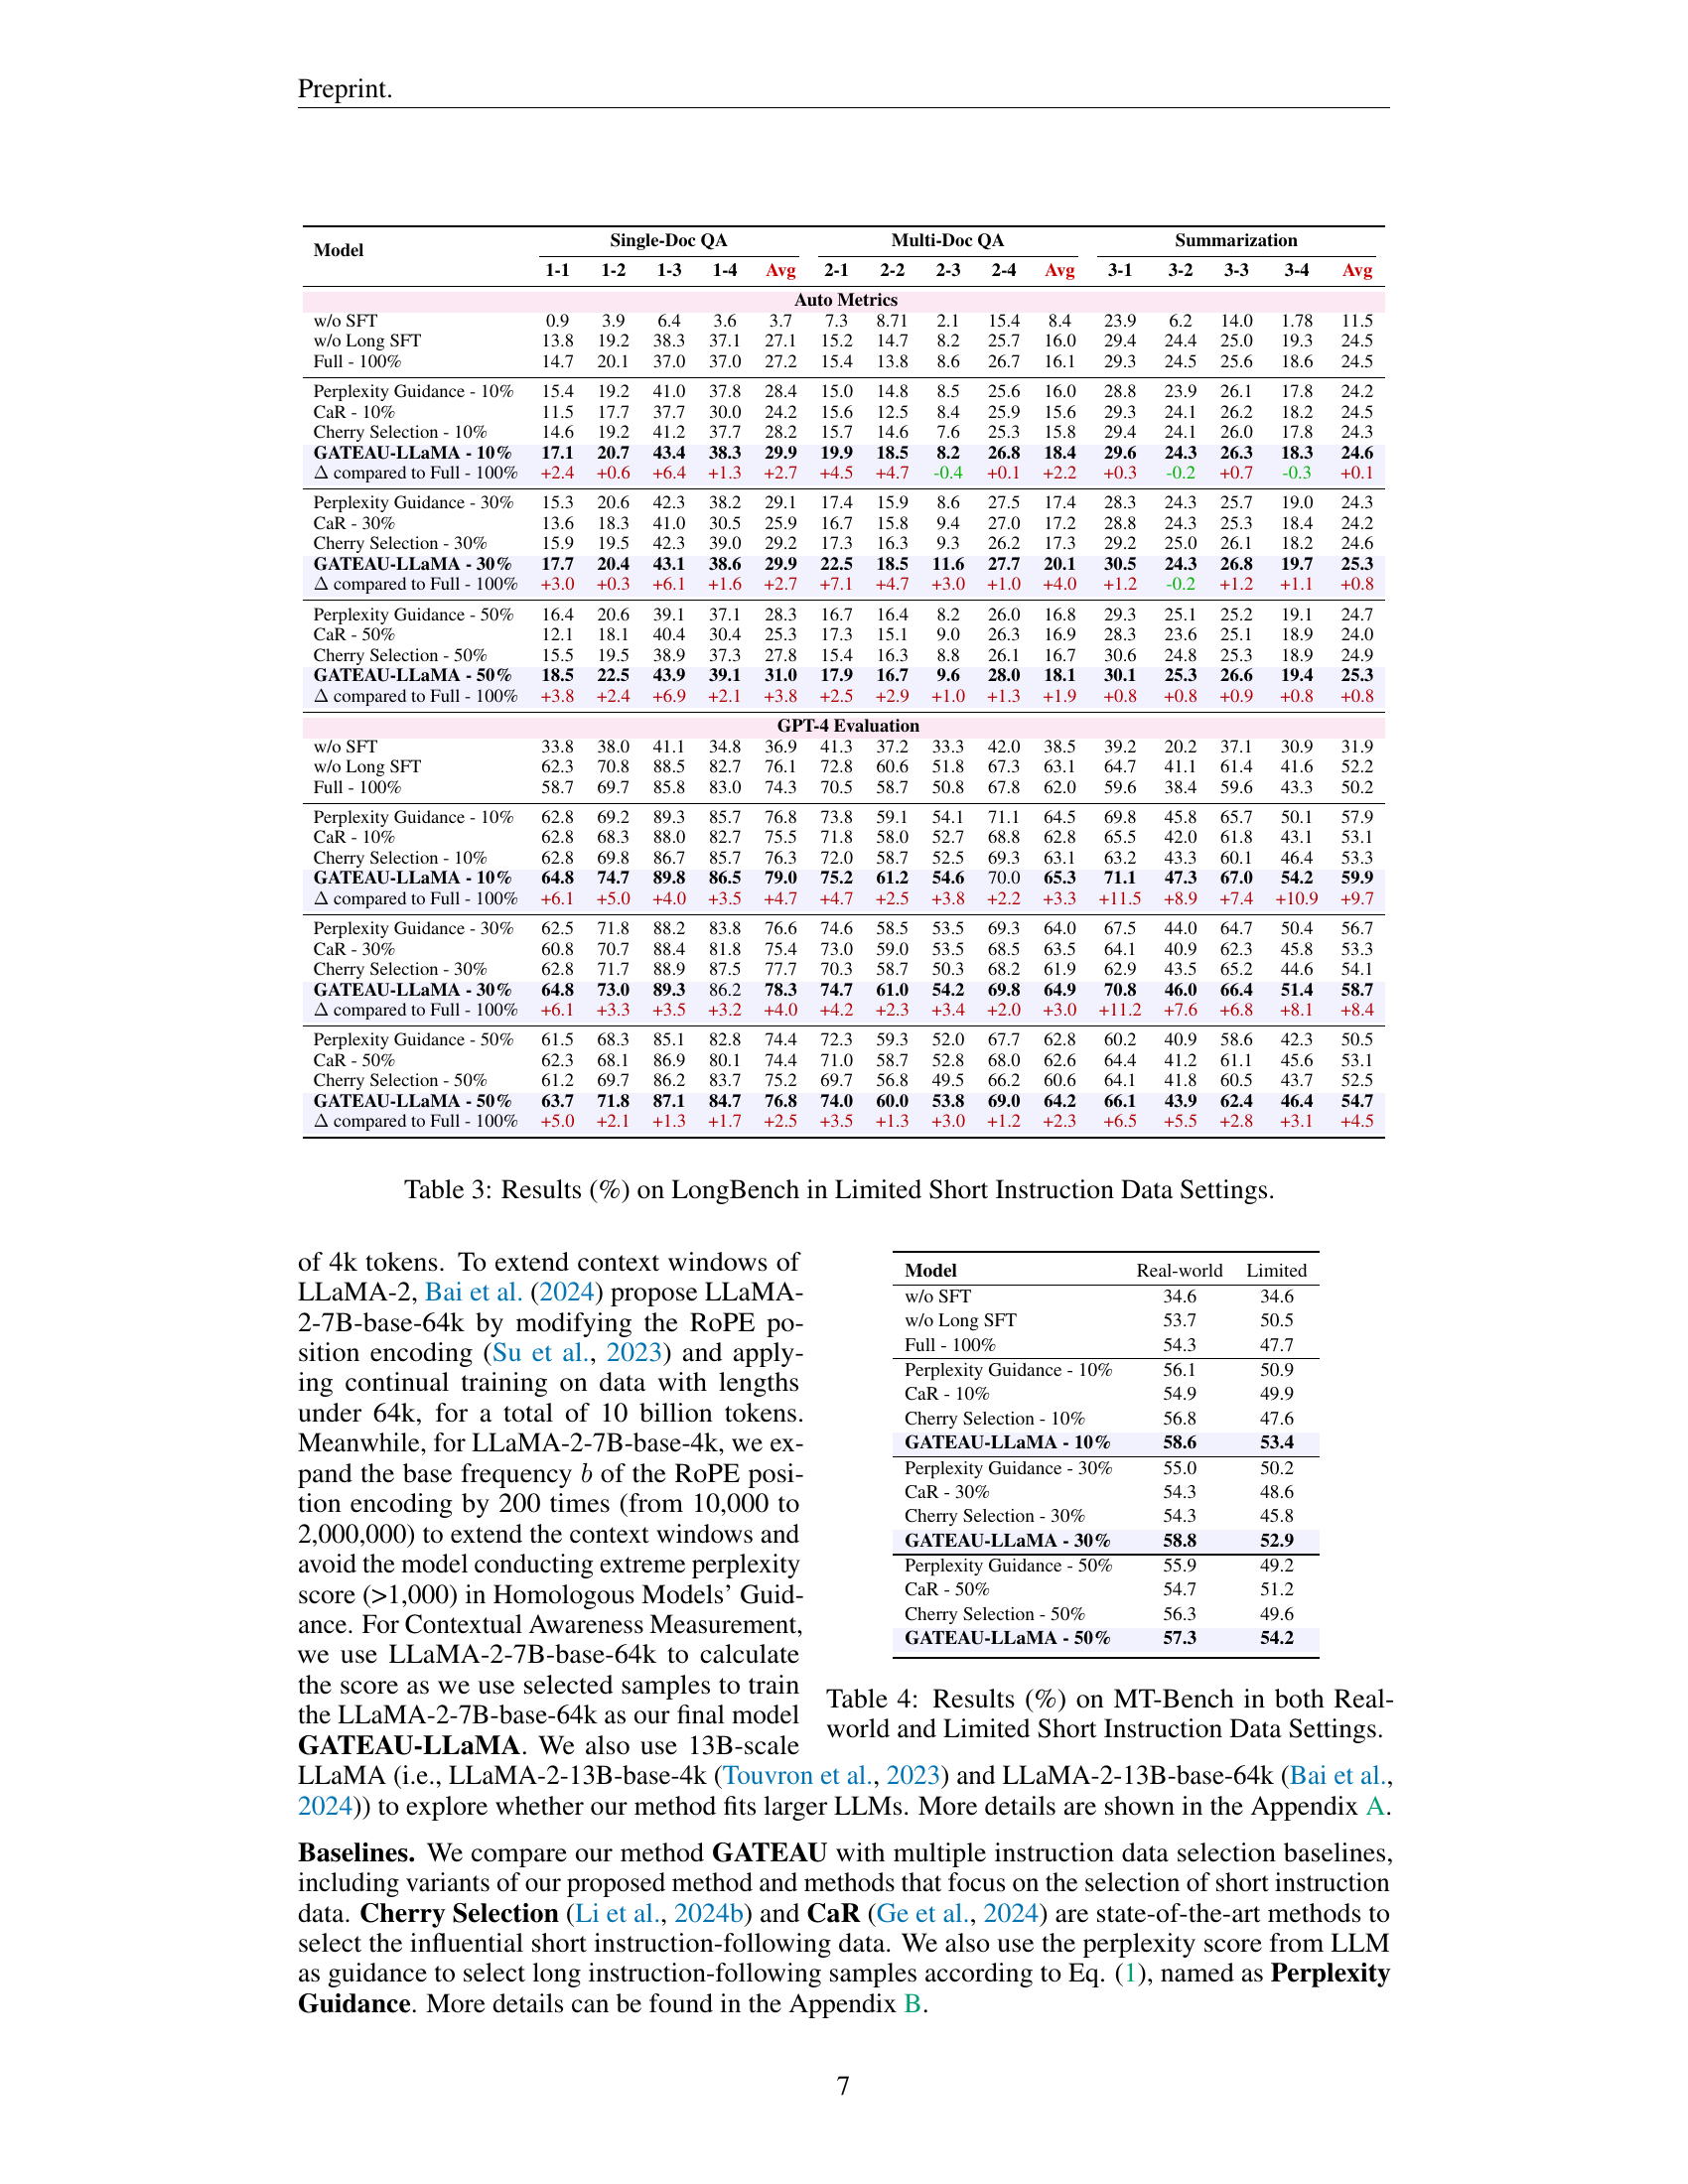 Preprint.
Model Single-Doc QA Multi-Doc QA Summarization
1-1 1-2 1-3 1-4 Avg 2-1 2-2 2-3 2-4 Avg 3-1 3-2 3-3 3-4 Avg
Auto Metrics
w/o SFT 0.9 3.9 6.4 3.6 3.7 7.3 8.71 2.1 15.4 8.4 23.9 6.2 14.0 1.78 11.5
w/o Long SFT 13.8 19.2 38.3 37.1 27.1 15.2 14.7 8.2 25.7 16.0 29.4 24.4 25.0 19.3 24.5
Full - 100% 14.7 20.1 37.0 37.0 27.2 15.4 13.8 8.6 26.7 16.1 29.3 24.5 25.6 18.6 24.5
Perplexity Guidance - 10% 15.4 19.2 41.0 37.8 28.4 15.0 14.8 8.5 25.6 16.0 28.8 23.9 26.1 17.8 24.2
CaR - 10% 11.5 17.7 37.7 30.0 24.2 15.6 12.5 8.4 25.9 15.6 29.3 24.1 26.2 18.2 24.5
Cherry Selection - 10% 14.6 19.2 41.2 37.7 28.2 15.7 14.6 7.6 25.3 15.8 29.4 24.1 26.0 17.8 24.3
GATEAU-LLaMA - 10% 17.1 20.7 43.4 38.3 29.9 19.9 18.5 8.2 26.8 18.4 29.6 24.3 26.3 18.3 24.6
Δ compared to Full - 100% +2.4 +0.6 +6.4 +1.3 +2.7 +4.5 +4.7 -0.4 +0.1 +2.2 +0.3 -0.2 +0.7 -0.3 +0.1
Perplexity Guidance - 30% 15.3 20.6 42.3 38.2 29.1 17.4 15.9 8.6 27.5 17.4 28.3 24.3 25.7 19.0 24.3
CaR - 30% 13.6 18.3 41.0 30.5 25.9 16.7 15.8 9.4 27.0 17.2 28.8 24.3 25.3 18.4 24.2
Cherry Selection - 30% 15.9 19.5 42.3 39.0 29.2 17.3 16.3 9.3 26.2 17.3 29.2 25.0 26.1 18.2 24.6
GATEAU-LLaMA - 30% 17.7 20.4 43.1 38.6 29.9 22.5 18.5 11.6 27.7 20.1 30.5 24.3 26.8 19.7 25.3
Δ compared to Full - 100% +3.0 +0.3 +6.1 +1.6 +2.7 +7.1 +4.7 +3.0 +1.0 +4.0 +1.2 -0.2 +1.2 +1.1 +0.8
Perplexity Guidance - 50% 16.4 20.6 39.1 37.1 28.3 16.7 16.4 8.2 26.0 16.8 29.3 25.1 25.2 19.1 24.7
CaR - 50% 12.1 18.1 40.4 30.4 25.3 17.3 15.1 9.0 26.3 16.9 28.3 23.6 25.1 18.9 24.0
Cherry Selection - 50% 15.5 19.5 38.9 37.3 27.8 15.4 16.3 8.8 26.1 16.7 30.6 24.8 25.3 18.9 24.9
GATEAU-LLaMA - 50% 18.5 22.5 43.9 39.1 31.0 17.9 16.7 9.6 28.0 18.1 30.1 25.3 26.6 19.4 25.3
Δ compared to Full - 100% +3.8 +2.4 +6.9 +2.1 +3.8 +2.5 +2.9 +1.0 +1.3 +1.9 +0.8 +0.8 +0.9 +0.8 +0.8
GPT-4 Evaluation
w/o SFT 33.8 38.0 41.1 34.8 36.9 41.3 37.2 33.3 42.0 38.5 39.2 20.2 37.1 30.9 31.9
w/o Long SFT 62.3 70.8 88.5 82.7 76.1 72.8 60.6 51.8 67.3 63.1 64.7 41.1 61.4 41.6 52.2
Full - 100% 58.7 69.7 85.8 83.0 74.3 70.5 58.7 50.8 67.8 62.0 59.6 38.4 59.6 43.3 50.2
Perplexity Guidance - 10% 62.8 69.2 89.3 85.7 76.8 73.8 59.1 54.1 71.1 64.5 69.8 45.8 65.7 50.1 57.9
CaR - 10% 62.8 68.3 88.0 82.7 75.5 71.8 58.0 52.7 68.8 62.8 65.5 42.0 61.8 43.1 53.1
Cherry Selection - 10% 62.8 69.8 86.7 85.7 76.3 72.0 58.7 52.5 69.3 63.1 63.2 43.3 60.1 46.4 53.3
GATEAU-LLaMA - 10% 64.8 74.7 89.8 86.5 79.0 75.2 61.2 54.6 70.0 65.3 71.1 47.3 67.0 54.2 59.9
Δ compared to Full - 100% +6.1 +5.0 +4.0 +3.5 +4.7 +4.7 +2.5 +3.8 +2.2 +3.3 +11.5 +8.9 +7.4 +10.9 +9.7
Perplexity Guidance - 30% 62.5 71.8 88.2 83.8 76.6 74.6 58.5 53.5 69.3 64.0 67.5 44.0 64.7 50.4 56.7
CaR - 30% 60.8 70.7 88.4 81.8 75.4 73.0 59.0 53.5 68.5 63.5 64.1 40.9 62.3 45.8 53.3
Cherry Selection - 30% 62.8 71.7 88.9 87.5 77.7 70.3 58.7 50.3 68.2 61.9 62.9 43.5 65.2 44.6 54.1
GATEAU-LLaMA - 30% 64.8 73.0 89.3 86.2 78.3 74.7 61.0 54.2 69.8 64.9 70.8 46.0 66.4 51.4 58.7
Δ compared to Full - 100% +6.1 +3.3 +3.5 +3.2 +4.0 +4.2 +2.3 +3.4 +2.0 +3.0 +11.2 +7.6 +6.8 +8.1 +8.4
Perplexity Guidance - 50% 61.5 68.3 85.1 82.8 74.4 72.3 59.3 52.0 67.7 62.8 60.2 40.9 58.6 42.3 50.5
CaR - 50% 62.3 68.1 86.9 80.1 74.4 71.0 58.7 52.8 68.0 62.6 64.4 41.2 61.1 45.6 53.1
Cherry Selection - 50% 61.2 69.7 86.2 83.7 75.2 69.7 56.8 49.5 66.2 60.6 64.1 41.8 60.5 43.7 52.5
GATEAU-LLaMA - 50% 63.7 71.8 87.1 84.7 76.8 74.0 60.0 53.8 69.0 64.2 66.1 43.9 62.4 46.4 54.7
Δ compared to Full - 100% +5.0 +2.1 +1.3 +1.7 +2.5 +3.5 +1.3 +3.0 +1.2 +2.3 +6.5 +5.5 +2.8 +3.1 +4.5
Table 3: Results (%) on LongBench in Limited Short Instruction Data Settings.
of 4k tokens. To extend context windows of
LLaMA-2, Bai et al. (2024) propose LLaMA-
2-7B-base-64k by modifying the RoPE po-
sition encoding (Su et al., 2023) and apply-
ing continual training on data with lengths
under 64k, for a total of 10 billion tokens.
Meanwhile, for LLaMA-2-7B-base-4k, we ex-
pand the base frequency b of the RoPE posi-
tion encoding by 200 times (from 10,000 to
2,000,000) to extend the context windows and
avoid the model conducting extreme perplexity
score (>1,000) in Homologous Models' Guid-
ance. For Contextual Awareness Measurement,
we use LLaMA-2-7B-base-64k to calculate
the score as we use selected samples to train
the LLaMA-2-7B-base-64k as our final model
GATEAU-LLaMA. We also use 13B-scale
Model Real-world Limited
w/o SFT 34.6 34.6
w/o Long SFT 53.7 50.5
Full - 100% 54.3 47.7
Perplexity Guidance - 10% 56.1 50.9
CaR - 10% 54.9 49.9
Cherry Selection - 10% 56.8 47.6
GATEAU-LLaMA - 10% 58.6 53.4
Perplexity Guidance - 30% 55.0 50.2
CaR - 30% 54.3 48.6
Cherry Selection - 30% 54.3 45.8
GATEAU-LLaMA - 30% 58.8 52.9
Perplexity Guidance - 50% 55.9 49.2
CaR - 50% 54.7 51.2
Cherry Selection - 50% 56.3 49.6
GATEAU-LLaMA - 50% 57.3 54.2
Table 4: Results (%) on MT-Bench in both Real-
world and Limited Short Instruction Data Settings.
LLaMA (i.e., LLaMA-2-13B-base-4k (Touvron et al., 2023) and LLaMA-2-13B-base-64k (Bai et al.,
2024)) to explore whether our method fits larger LLMs. More details are shown in the Appendix A.
Baselines. We compare our method GATEAU with multiple instruction data selection baselines,
including variants of our proposed method and methods that focus on the selection of short instruction
data. Cherry Selection (Li et al., 2024b) and CaR (Ge et al., 2024) are state-of-the-art methods to
select the influential short instruction-following data. We also use the perplexity score from LLM
as guidance to select long instruction-following samples according to Eq. (1), named as Perplexity
Guidance. More details can be found in the Appendix B.
7